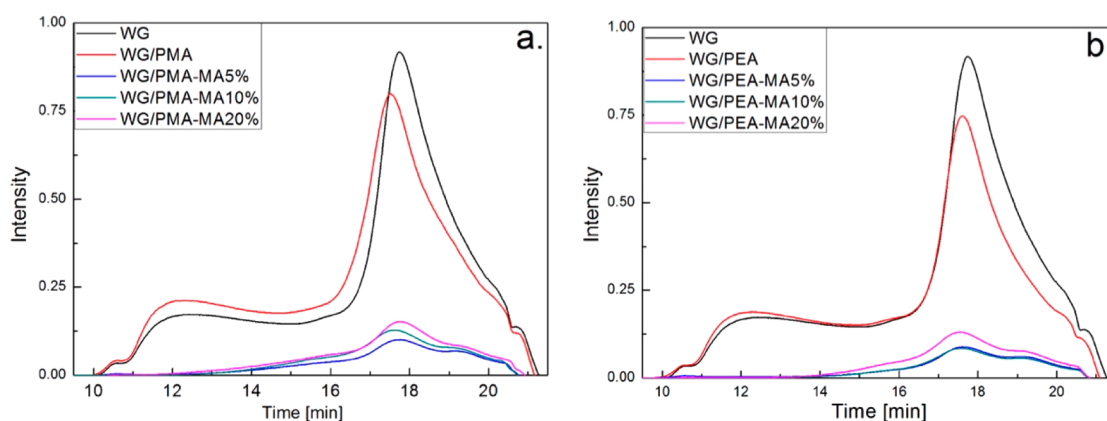 a.
WG
WG/PMA
WG/PMA-MA5%
WG/PMA-MA10%
WG/PMA-MA20%
1.00
0.75
0.50
0.25
0.00
Intensity
10 12 14 16 18 20
Time [min]
b
WG
WG/PEA
WG/PEA-MA5%
WG/PEA-MA10%
WG/PEA-MA20%
1.00
0.75
0.50
0.25
0.00
Intensity
10 12 14 16 18 20
Time [min]